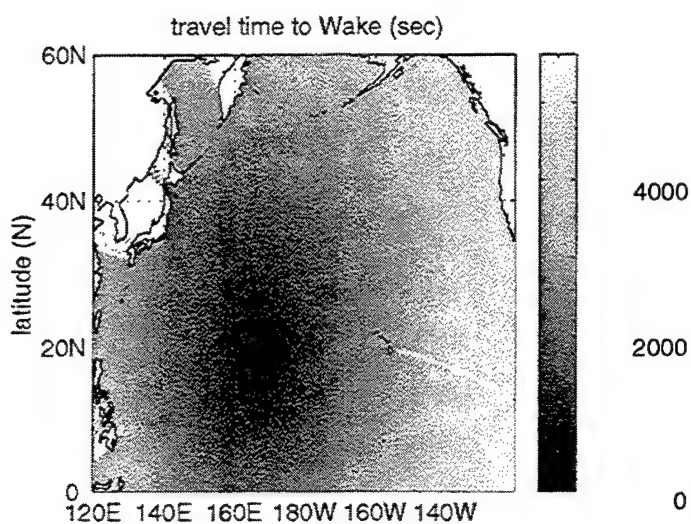 travel time to Wake (sec)
60N
40N
20N
0
latitude (N)
120E 140E 160E 180W 160W 140W
4000
2000
0